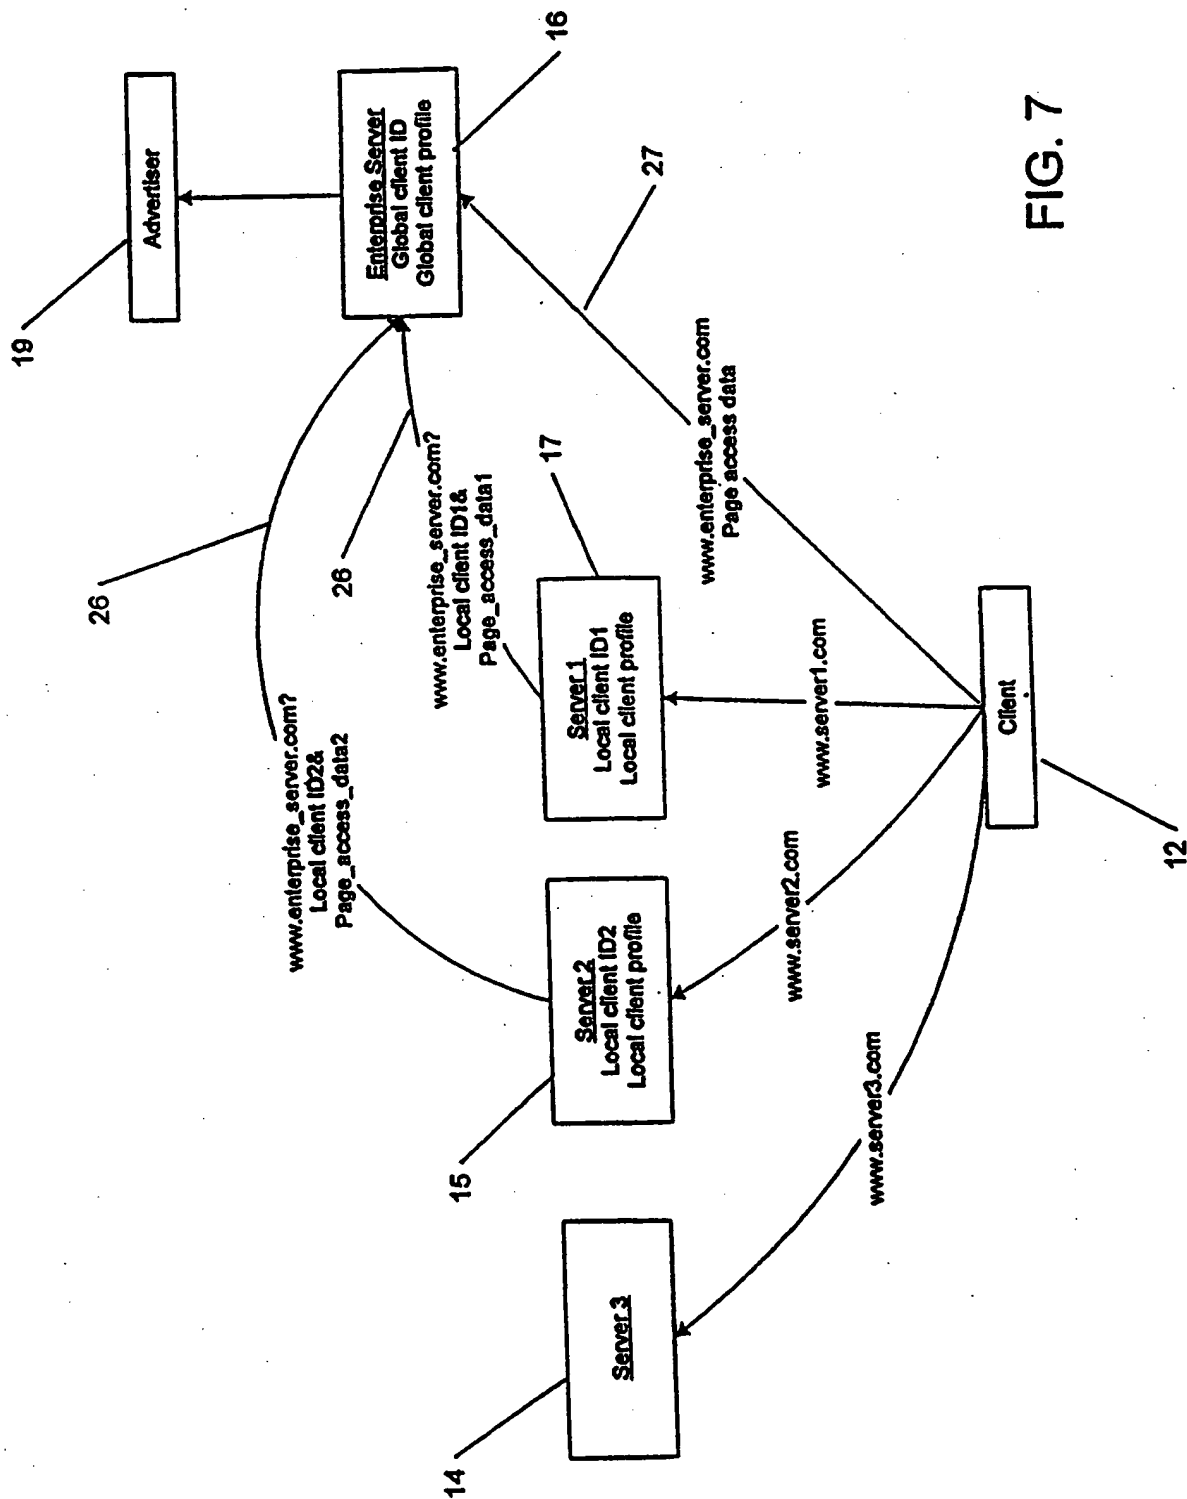 19
Advertiser
Enterprise Server
Global client ID
Global client profile
16
26
26
27
www.enterprise_server.com?
Local client ID2&
Page_access_data2
www.enterprise_server.com?
Local client ID1&
Page_access_data1
www.enterprise_server.com
Page access data
14
Server 3
15
Server 2
Local client ID2
Local client profile
17
Server 1
Local client ID1
Local client profile
www.server3.com
www.server2.com
www.server1.com
Client
12
FIG. 7